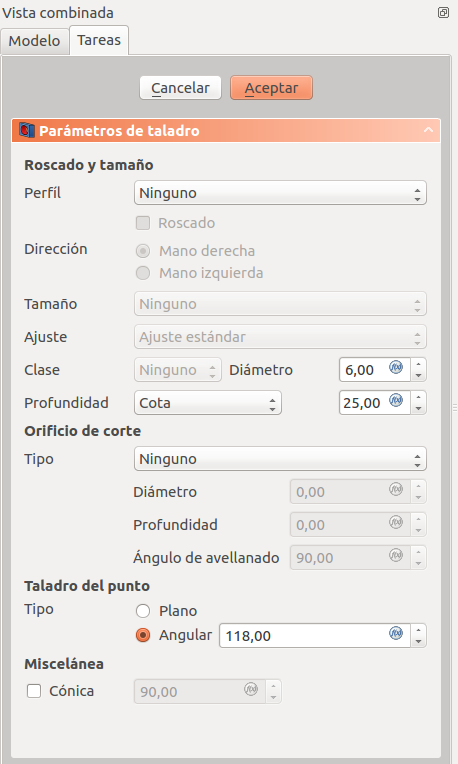 Vista combinada
Modelo Tareas
Cancelar Aceptar
Parámetros de taladro
Roscado y tamaño
Perfíl Ninguno
Roscado
Dirección Mano derecha
Mano izquierda
Tamaño Ninguno
Ajuste Ajuste estándar
Clase Ninguno Diámetro 6,00 f(x)
Profundidad Cota 25,00 f(x)
Orificio de corte
Tipo Ninguno
Diámetro 0,00 f(x)
Profundidad 0,00 f(x)
Ángulo de avellanado 90,00 f(x)
Taladro del punto
Tipo Plano
Angular 118,00 f(x)
Miscelánea
Cónica 90,00 f(x)